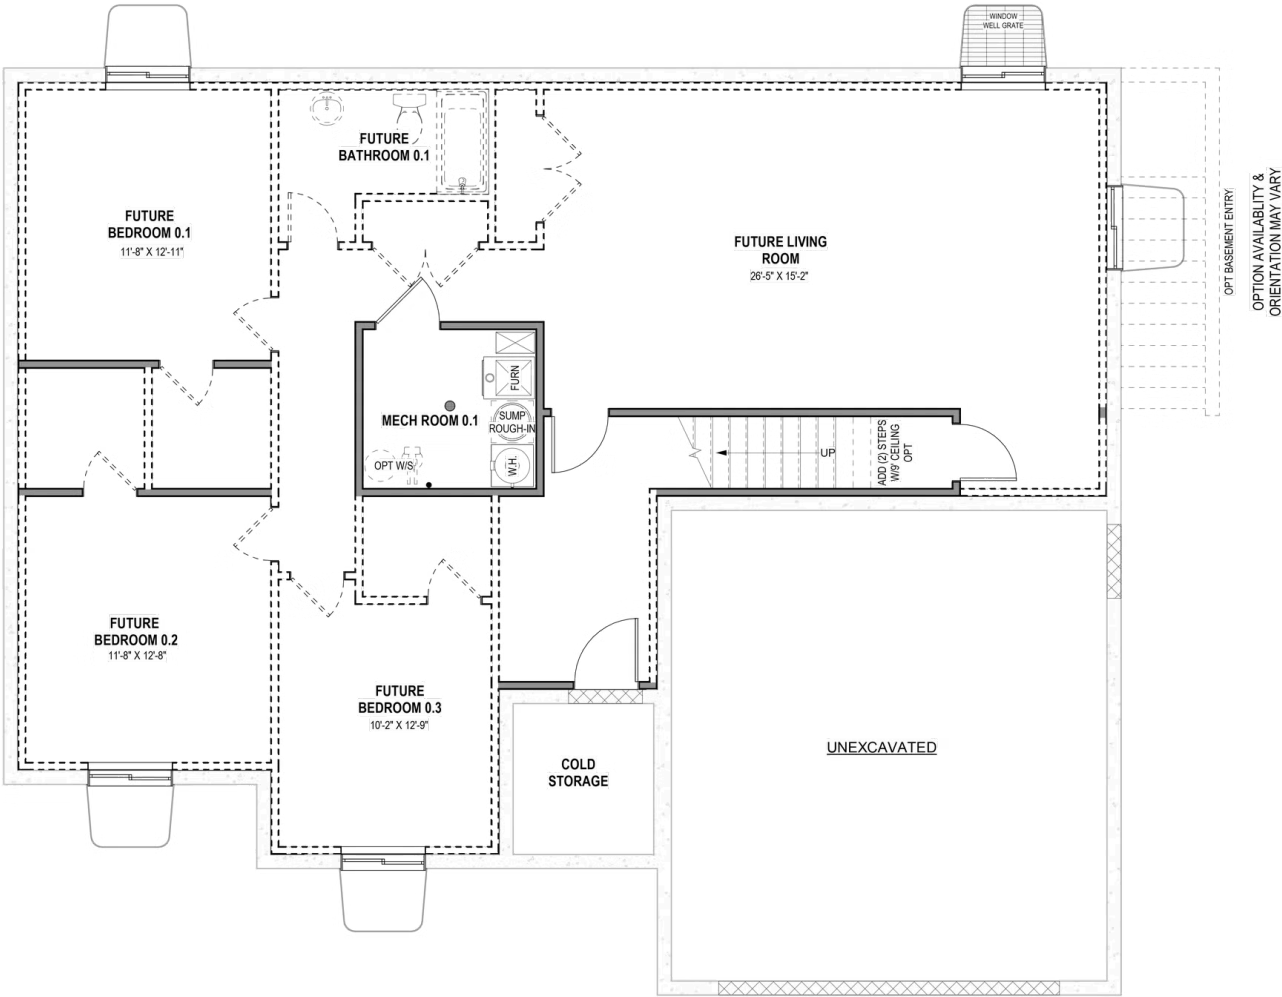 WINDOW
WELL GRATE
FUTURE
BATHROOM 0.1
FUTURE
BEDROOM 0.1
11'-8" X 12'-11"
FUTURE LIVING
ROOM
26'-5" X 15'-2"
OPT BASEMENT ENTRY
OPTION AVAILABLITY &
ORIENTATION MAY VARY
FURN
MECH ROOM 0.1
SUMP
ROUGH-IN
OPT W/S
W.H.
UP
ADD (2) STEPS
W/9' CEILING
OPT
FUTURE
BEDROOM 0.2
11'-8" X 12'-8"
FUTURE
BEDROOM 0.3
10'-2" X 12'-9"
COLD
STORAGE
UNEXCAVATED